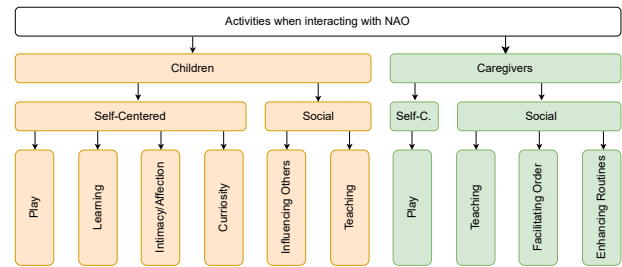 Activities when interacting with NAO
Children
Caregivers
Self-Centered
Social
Self-C.
Social
Play
Learning
Intimacy/Affection
Curriosity
Influencing Others
Teaching
Play
Teaching
Facilitating Order
Enhancing Routines